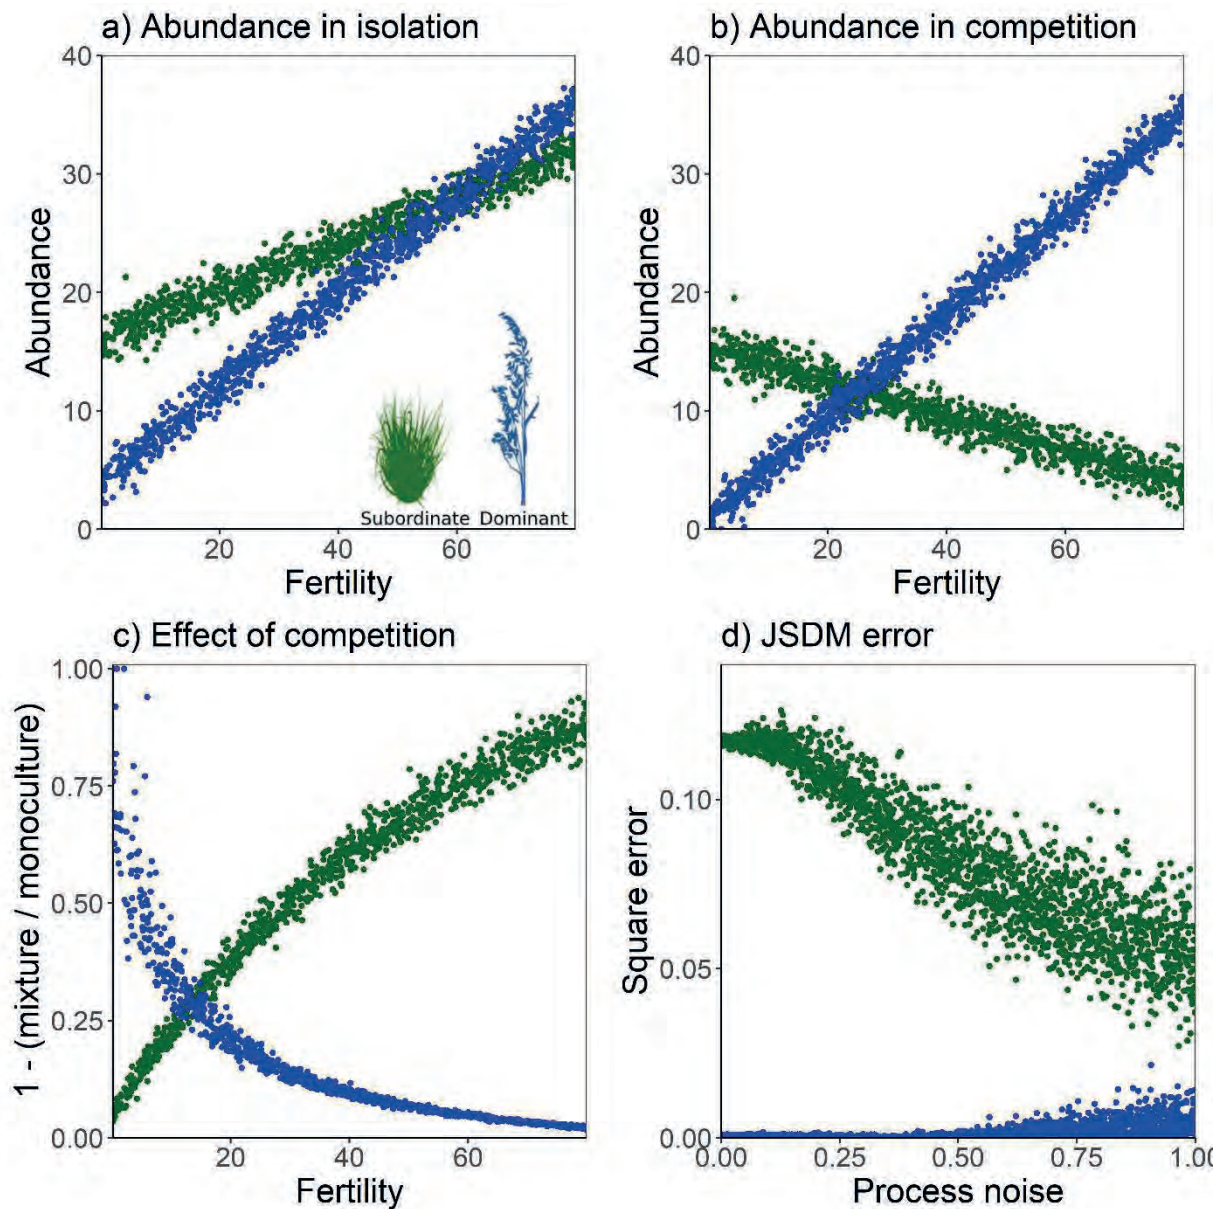 a) Abundance in isolation
40
30
20
10
0
Abundance
Subordinate Dominant
20 40 60
Fertility
b) Abundance in competition
40
30
20
10
0
Abundance
20 40 60
Fertility
c) Effect of competition
1.00
0.75
0.50
0.25
0.00
1 - (mixture / monoculture)
20 40 60
Fertility
d) JSDM error
0.10
0.05
0.00
Square error
0.00 0.25 0.50 0.75 1.00
Process noise